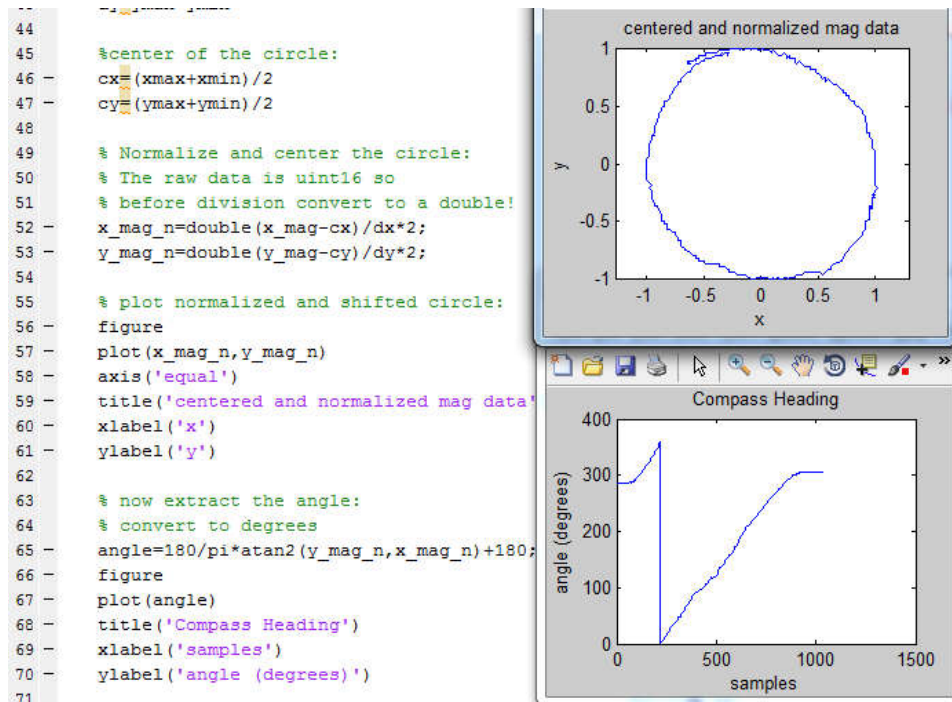 44
45 %center of the circle:
46 – cx=(xmax+xmin)/2
47 – cy=(ymax+ymin)/2
48
49 % Normalize and center the circle:
50 % The raw data is uint16 so
51 % before division convert to a double!
52 – x_mag_n=double(x_mag-cx)/dx*2;
53 – y_mag_n=double(y_mag-cy)/dy*2;
54
55 % plot normalized and shifted circle:
56 – figure
57 – plot(x_mag_n,y_mag_n)
58 – axis('equal')
59 – title('centered and normalized mag data'
60 – xlabel('x')
61 – ylabel('y')
62
63 % now extract the angle:
64 % convert to degrees
65 – angle=180/pi*atan2(y_mag_n,x_mag_n)+180;
66 – figure
67 – plot(angle)
68 – title('Compass Heading')
69 – xlabel('samples')
70 – ylabel('angle (degrees)')
71
centered and normalized mag data
1
0.5
0
-0.5
-1
y
-1 -0.5 0 0.5 1
x
Compass Heading
400
300
200
100
0
angle (degrees)
0 500 1000 1500
samples